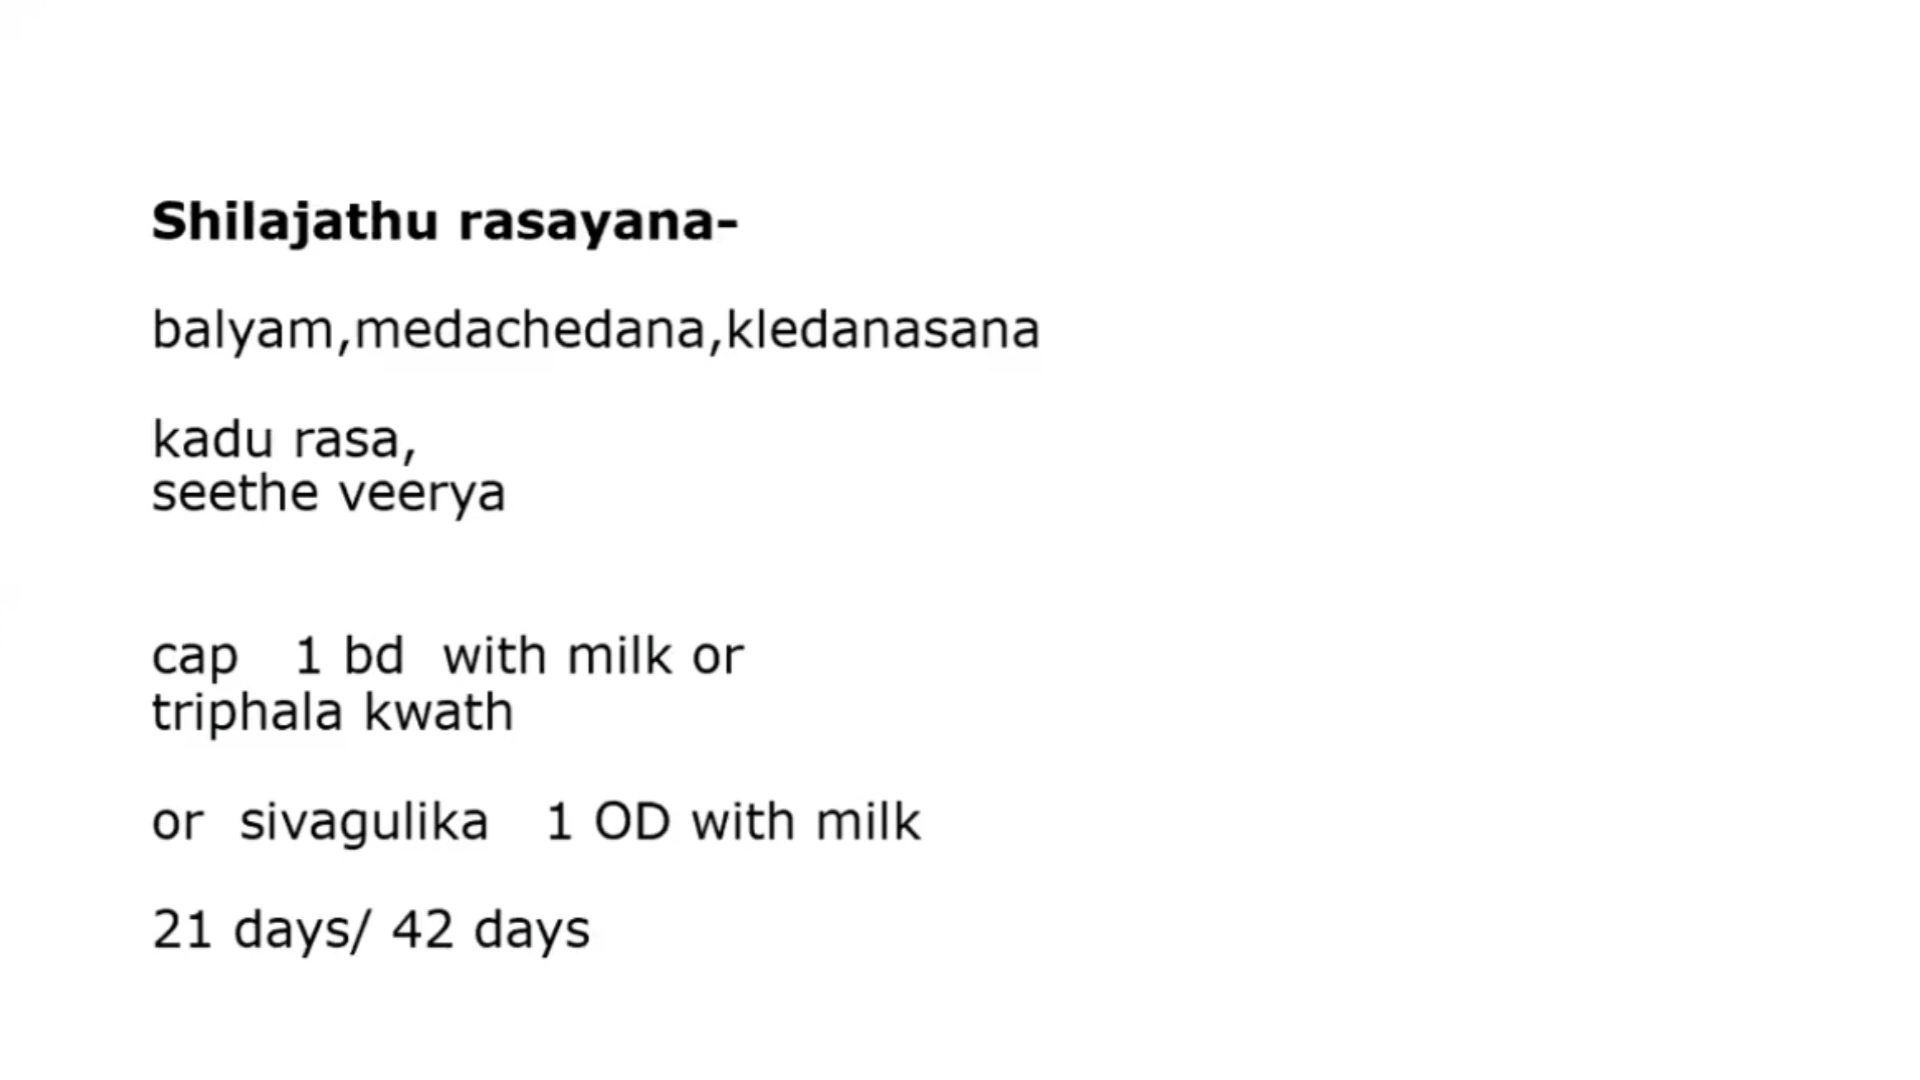 Shilajathu rasayana-
balyam,medachedana,kledanasana
kadu rasa,
seethe veerya
cap 1 bd with milk or
triphala kwath
or sivagulika 1 OD with milk
21 days/ 42 days